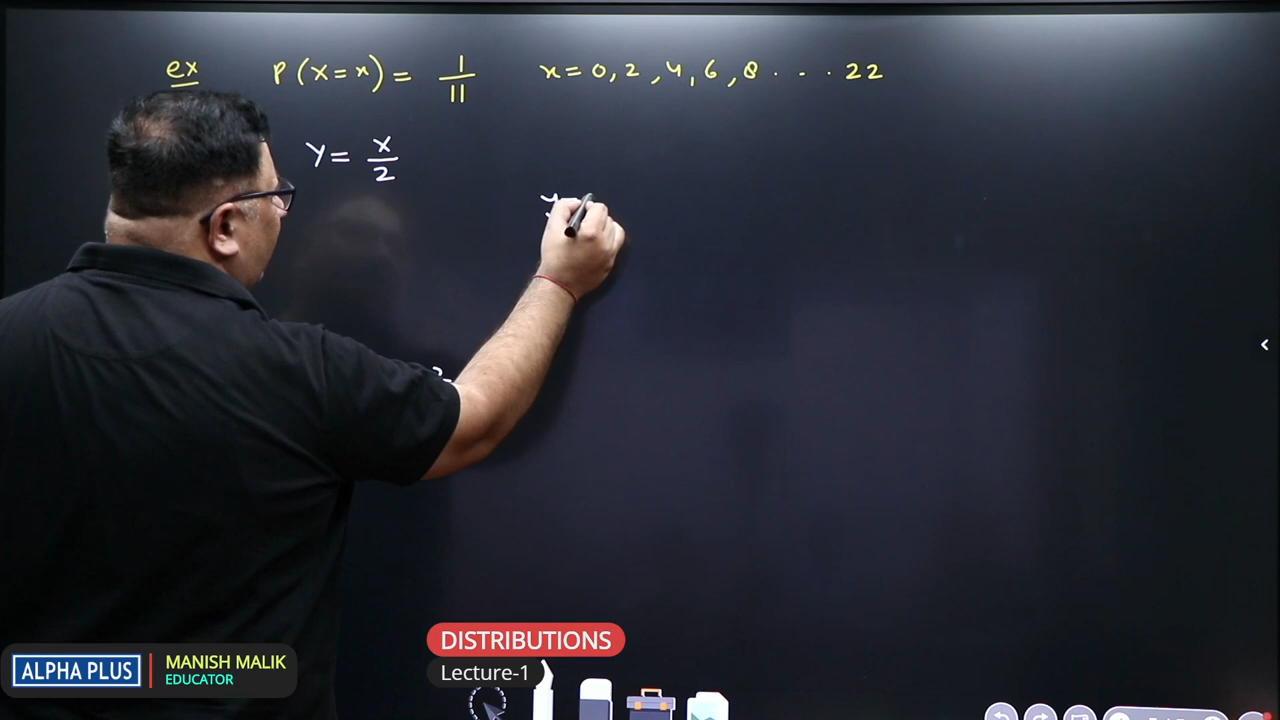 ex P(X=x) = 1/11 x = 0, 2, 4, 6, 8 . . . 22
Y = X/2
y
DISTRIBUTIONS
Lecture-1
ALPHA PLUS
MANISH MALIK
EDUCATOR